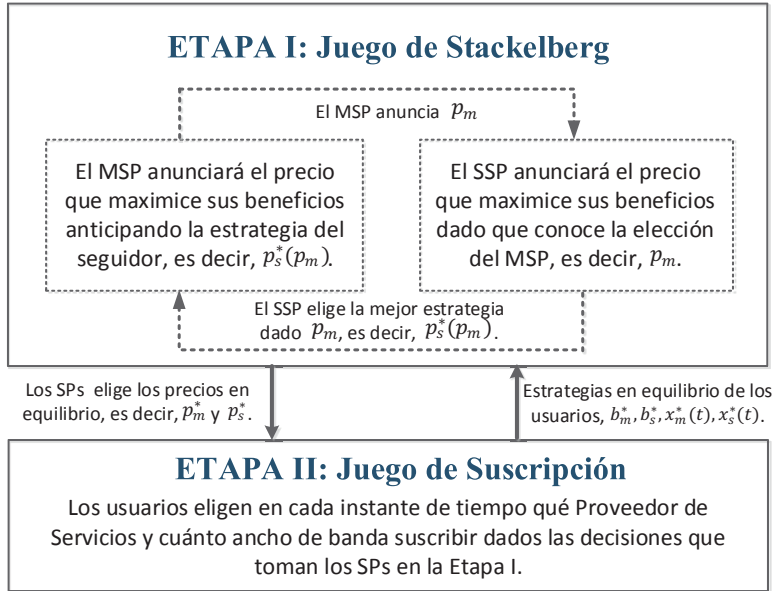 ETAPA I: Juego de Stackelberg
El MSP anuncia p_m
El MSP anunciará el precio
que maximice sus beneficios
anticipando la estrategia del
seguidor, es decir, p_s^*(p_m).
El SSP anunciará el precio
que maximice sus beneficios
dado que conoce la elección
del MSP, es decir, p_m.
El SSP elige la mejor estrategia
dado p_m, es decir, p_s^*(p_m).
Los SPs elige los precios en
equilibrio, es decir, p_m^* y p_s^*.
Estrategias en equilibrio de los
usuarios, b_m^*, b_s^*, x_m^*(t), x_s^*(t).
ETAPA II: Juego de Suscripción
Los usuarios eligen en cada instante de tiempo qué Proveedor de
Servicios y cuánto ancho de banda suscribir dados las decisiones que
toman los SPs en la Etapa I.